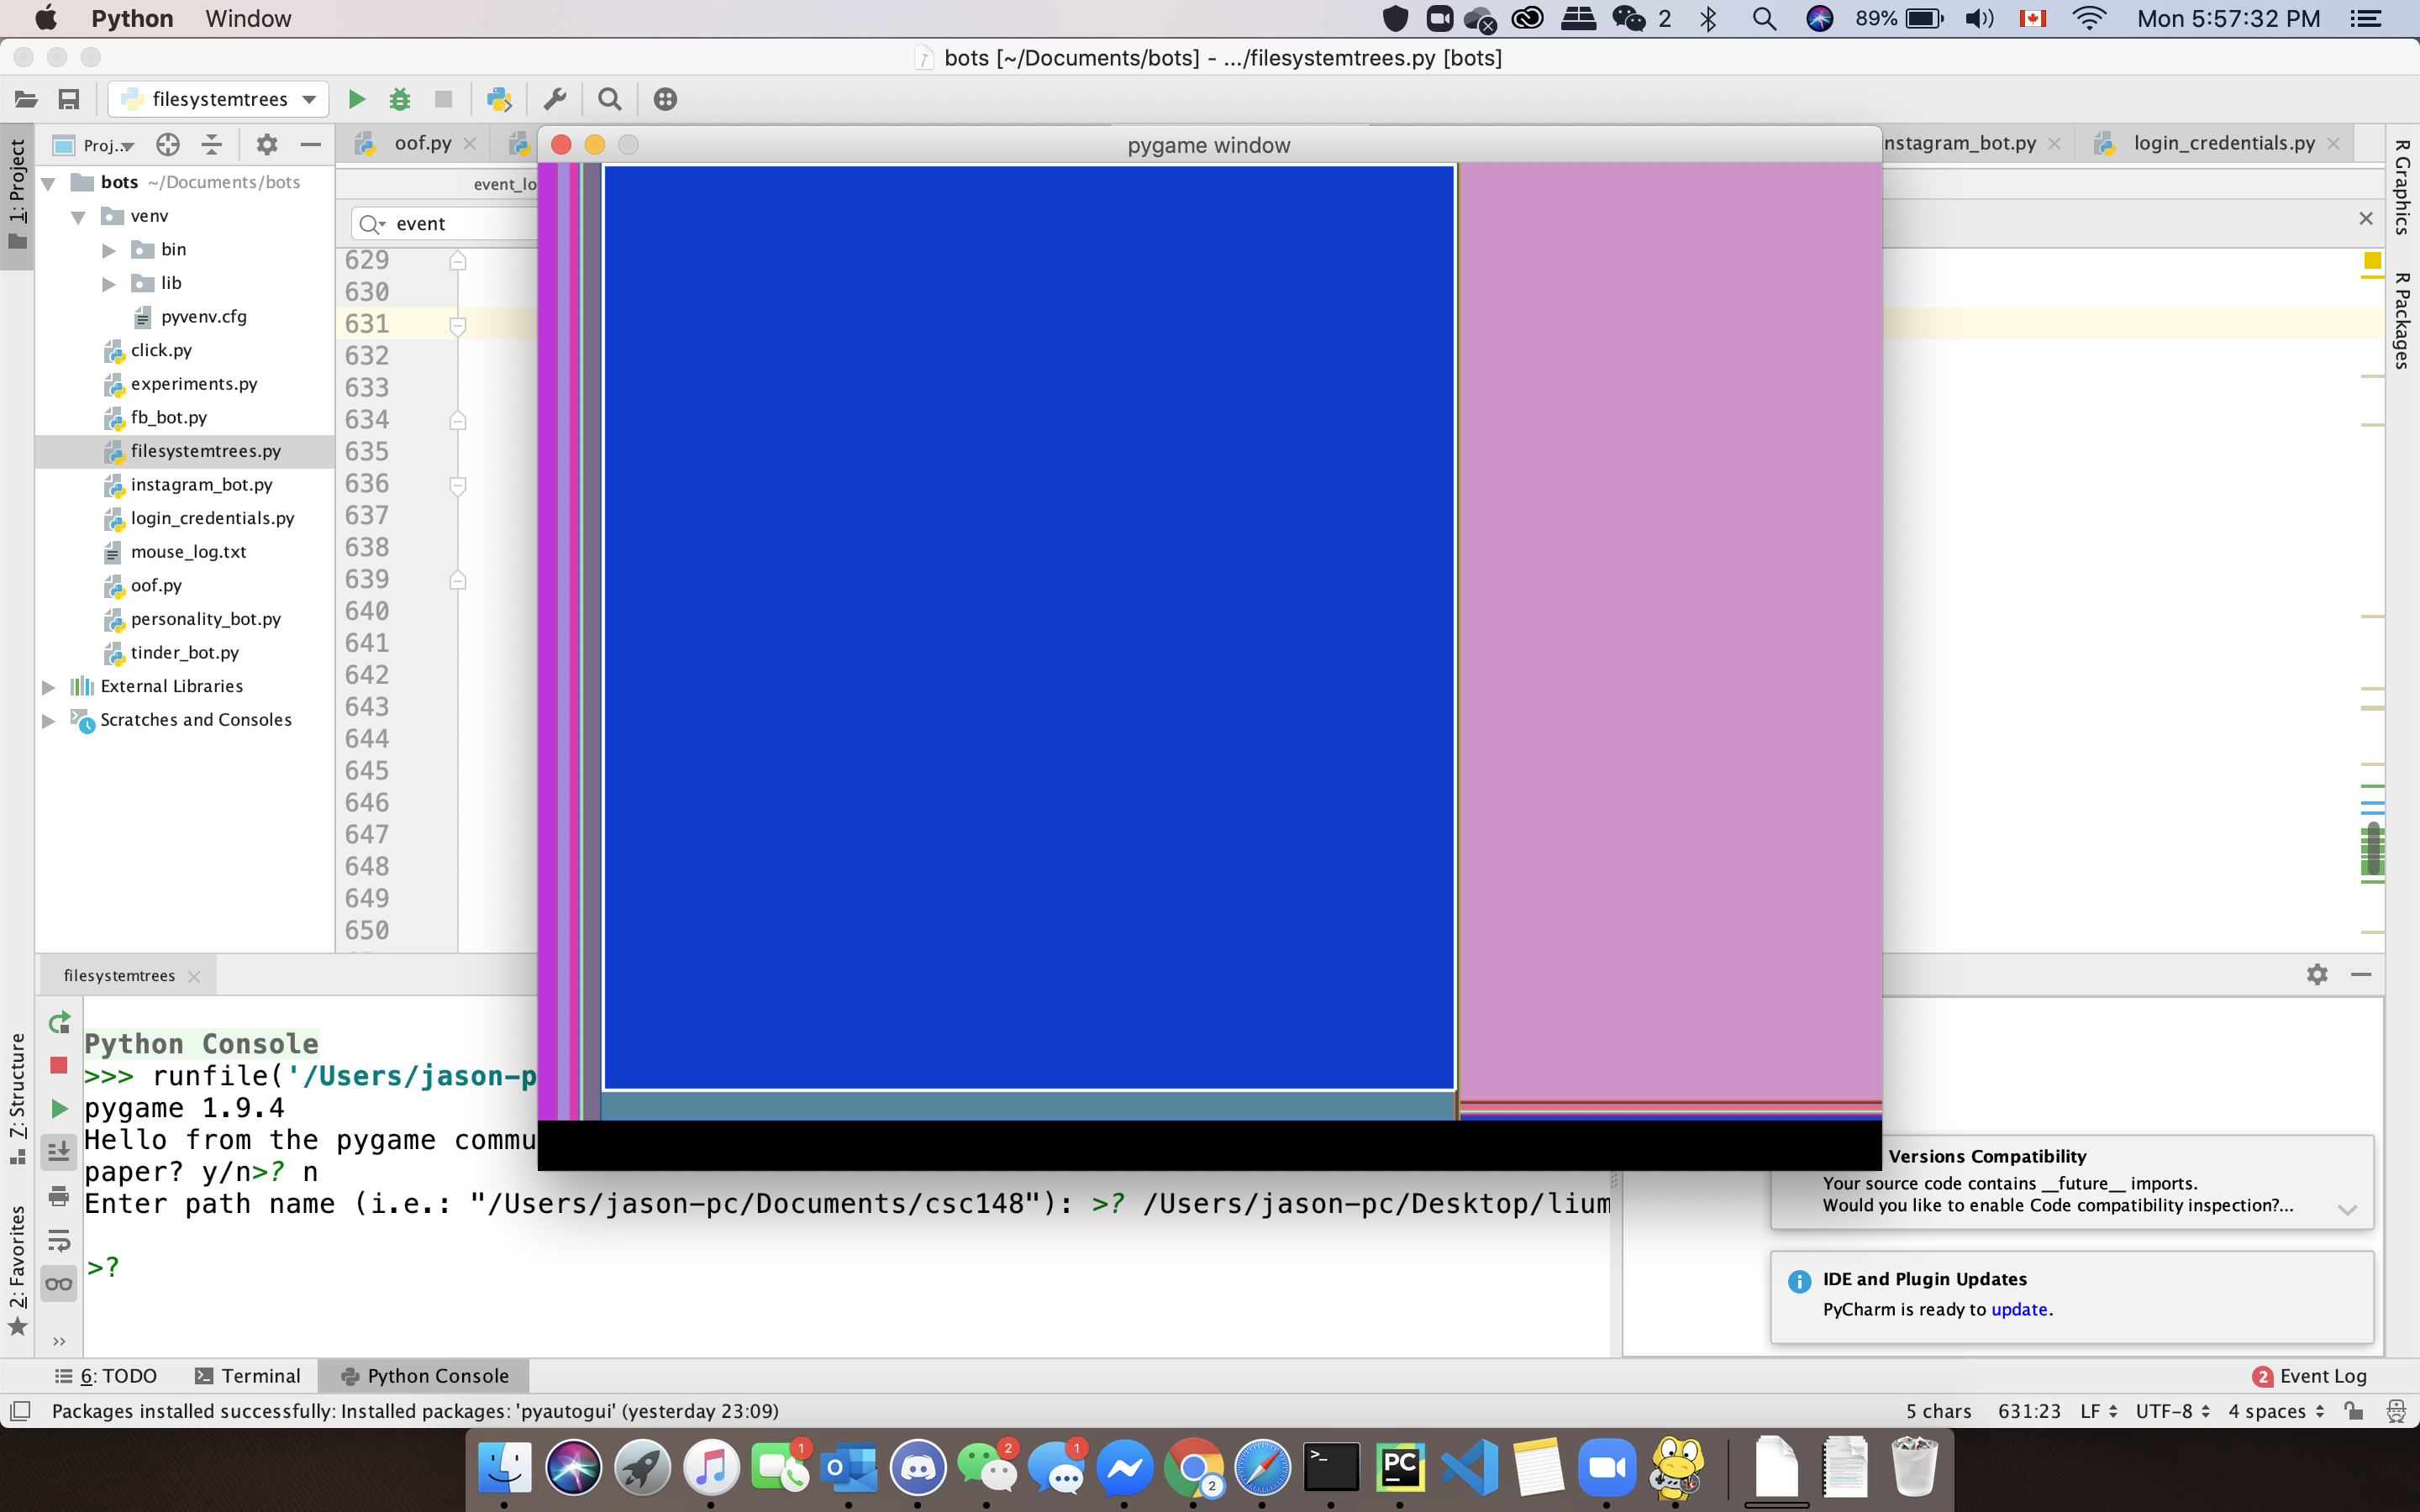 Python Window 2 89% Mon 5:57:32 PM
bots [~/Documents/bots] - .../filesystemtrees.py [bots]
filesystemtrees
1: Project
Proj..
oof.py
pygame window
nstagram_bot.py
login_credentials.py
R Graphics
R Packages
bots ~/Documents/bots
event_lo
venv
event
bin
lib
pyvenv.cfg
click.py
experiments.py
fb_bot.py
filesystemtrees.py
instagram_bot.py
login_credentials.py
mouse_log.txt
oof.py
personality_bot.py
tinder_bot.py
External Libraries
Scratches and Consoles
629
630
631
632
633
634
635
636
637
638
639
640
641
642
643
644
645
646
647
648
649
650
filesystemtrees
7: Structure
2: Favorites
Python Console
>>> runfile('/Users/jason-p
pygame 1.9.4
Hello from the pygame commu
paper? y/n>? n
Enter path name (i.e.: "/Users/jason-pc/Documents/csc148"): >? /Users/jason-pc/Desktop/lium
>?
Versions Compatibility
Your source code contains __future__ imports.
Would you like to enable Code compatibility inspection?...
IDE and Plugin Updates
PyCharm is ready to update.
6: TODO Terminal Python Console 2 Event Log
Packages installed successfully: Installed packages: 'pyautogui' (yesterday 23:09) 5 chars 631:23 LF UTF-8 4 spaces
1
2
1
2
PC